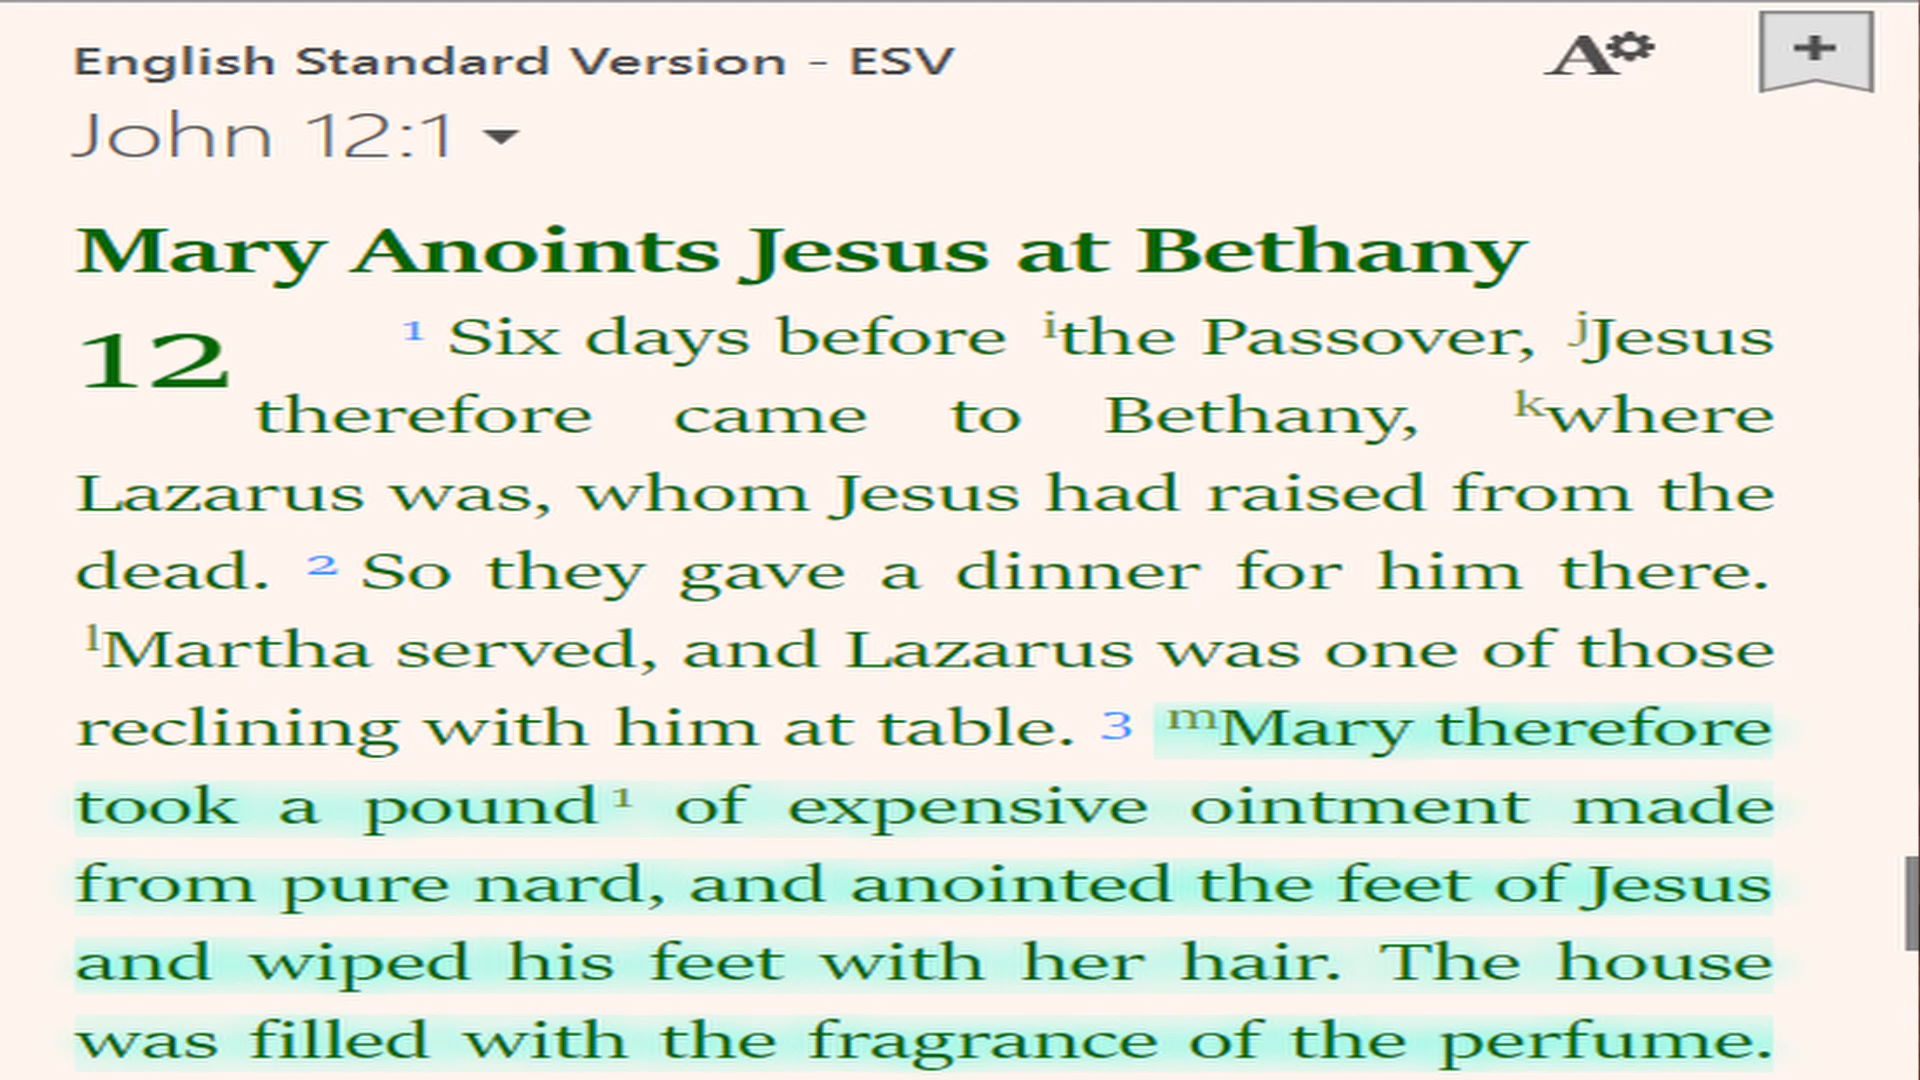 English Standard Version - ESV
John 12:1
Mary Anoints Jesus at Bethany
12 1 Six days before ithe Passover, jJesus
therefore came to Bethany, kwhere
Lazarus was, whom Jesus had raised from the
dead. 2 So they gave a dinner for him there.
lMartha served, and Lazarus was one of those
reclining with him at table. 3 mMary therefore
took a pound1 of expensive ointment made
from pure nard, and anointed the feet of Jesus
and wiped his feet with her hair. The house
was filled with the fragrance of the perfume.